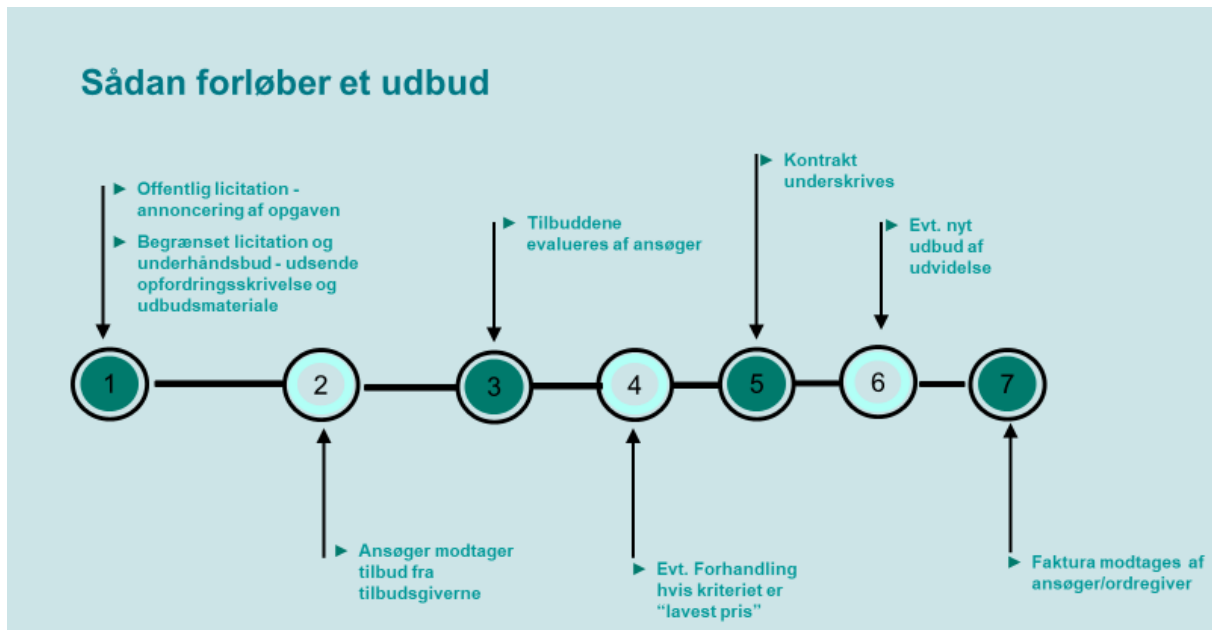 Sådan forløber et udbud
Offentlig licitation -
annoncering af opgaven
Begrænset licitation og
underhåndsbud - udsende
opfordringsskrivelse og
udbudsmateriale
Tilbuddene
evalueres af ansøger
Kontrakt
underskrives
Evt. nyt
udbud af
udvidelse
1
2
3
4
5
6
7
Ansøger modtager
tilbud fra
tilbudsgiverne
Evt. Forhandling
hvis kriteriet er
“lavest pris”
Faktura modtages af
ansøger/ordregiver